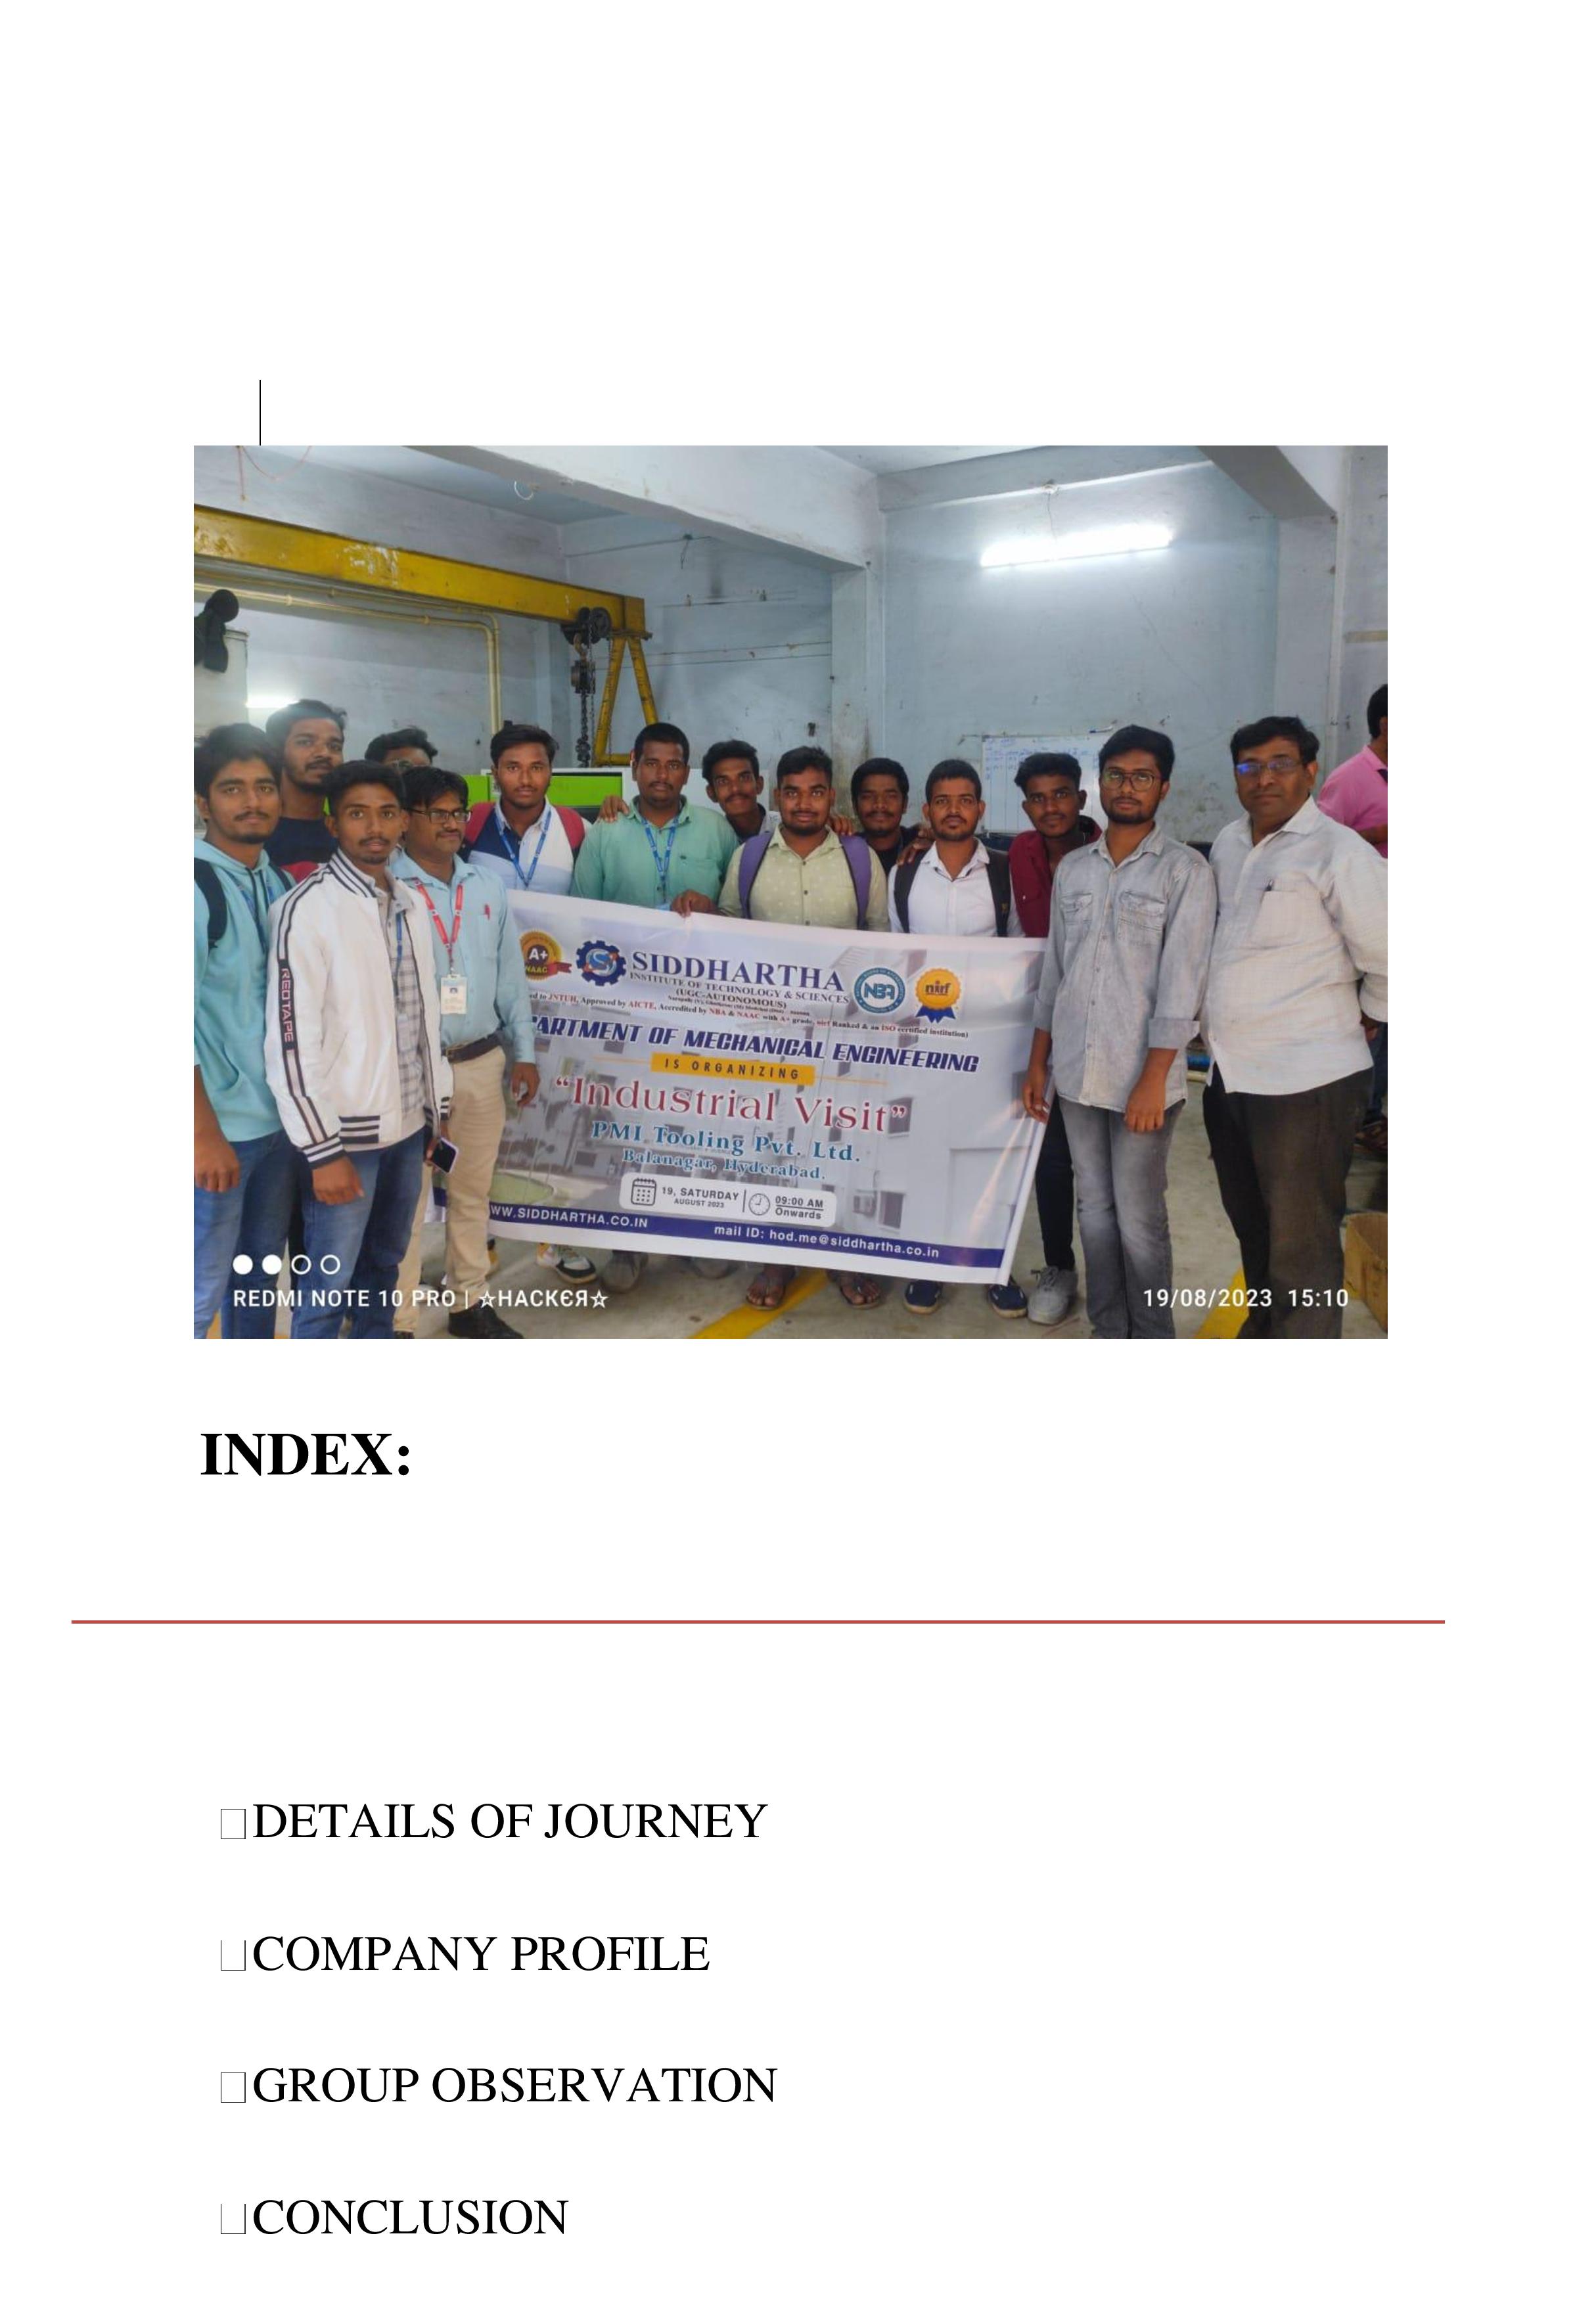 A+
NAAC
SIDDHARTHA
INSTITUTE OF TECHNOLOGY & SCIENCES
(UGC-AUTONOMOUS)
ed to JNTUH, Approved by AICTE, Accredited by NBA & NAAC with A+ grade, nirf Ranked & an ISO certified institution)
NBA
nirf
ARTMENT OF MECHANICAL ENGINEERING
IS ORGANIZING
“Industrial Visit”
PMI Tooling Pvt. Ltd.
Balanagar, Hyderabad.
19, SATURDAY
AUGUST 2023
09:00 AM
Onwards
WW.SIDDHARTHA.CO.IN
mail ID: hod.me@siddhartha.co.in
REDTAPE
REDMI NOTE 10 PRO | ☆HACKЄЯ☆
19/08/2023 15:10
INDEX:
DETAILS OF JOURNEY
COMPANY PROFILE
GROUP OBSERVATION
CONCLUSION